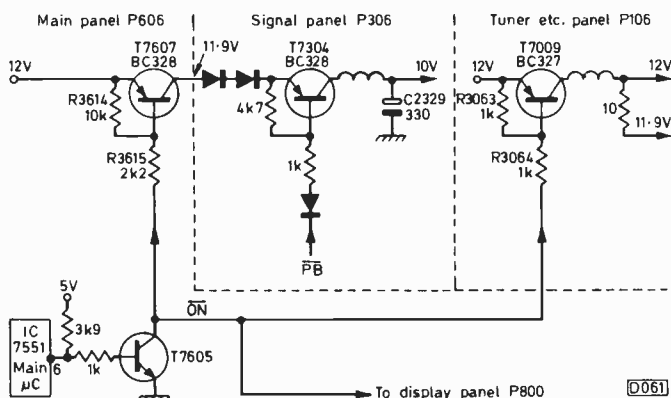 Main panel P606
Signal panel P306
Tuner etc. panel P106
12V
T7607
BC328
11·9V
T7304
BC328
10V
12V
T7009
BC327
12V
R3614
10k
4k7
C2329
330
R3063
1k
10
11·9V
R3615
2k2
1k
R3064
1k
PB
5V
ON
3k9
IC
7551
Main
µC
6
1k
T7605
To display panel P800
D061